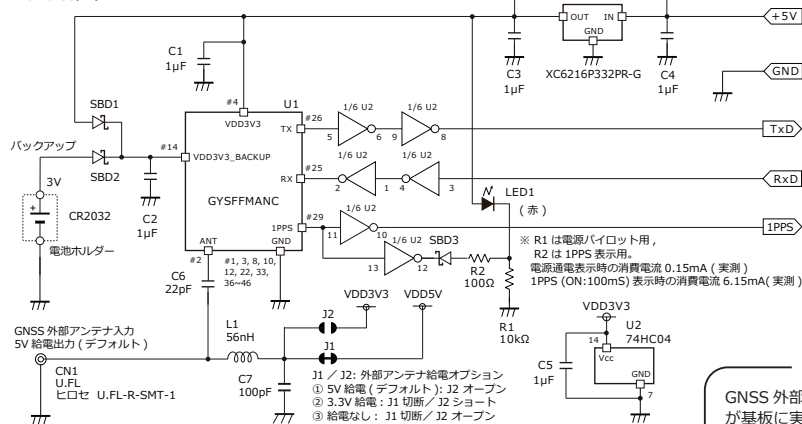 OUT
IN
GND
+5V
C1
1μF
C3
1μF
XC6216P332PR-G
C4
1μF
GND
SBD1
#4
U1
#26
1/6 U2
1/6 U2
VDD3V3
TX
5
6
9
8
TxD
バックアップ
#14
VDD3V3_BACKUP
1/6 U2
1/6 U2
#25
SBD2
RX
2
1
4
3
RxD
3V
GYSFFMANC
LED1
(赤)
+
CR2032
C2
1μF
#29
1/6 U2
1PPS
11
10
1PPS
電池ホルダー
ANT
GND
1/6 U2
SBD3
13
12
R2
100Ω
※ R1 は電源パイロット用,
R2 は 1PPS 表示用。
電源通電表示時の消費電流 0.15mA ( 実測 )
1PPS (ON:100ms) 表示時の消費電流 6.15mA( 実測 )
#2
#1, 3, 8, 10,
12, 22, 33,
36~46
C6
22pF
R1
10kΩ
J2
VDD3V3
VDD5V
VDD3V3
GNSS 外部アンテナ入力
5V 給電出力 ( デフォルト )
L1
56nH
J1
U2
74HC04
14
Vcc
CN1
U.FL
ヒロセ U.FL-R-SMT-1
C7
100pF
J1 / J2: 外部アンテナ給電オプション
① 5V 給電 ( デフォルト ): J2 オープン
② 3.3V 給電 : J1 切断/ J2 ショート
③ 給電なし : J1 切断/ J2 オープン
C5
1μF
GND
7
GNSS 外部
が基板に実